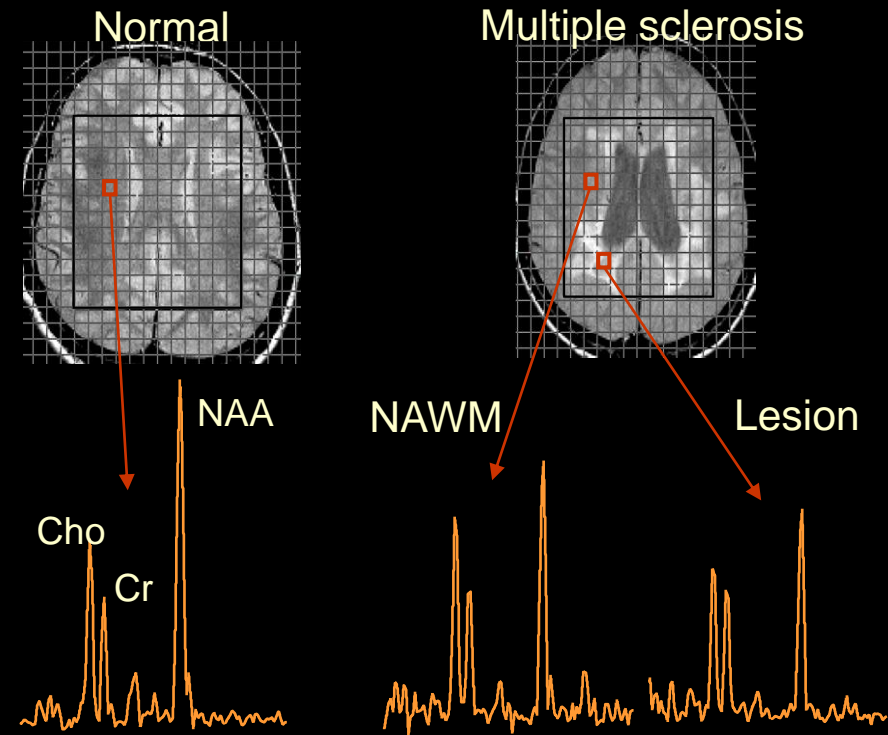 Normal
Multiple sclerosis
NAA
NAWM
Lesion
Cho
Cr